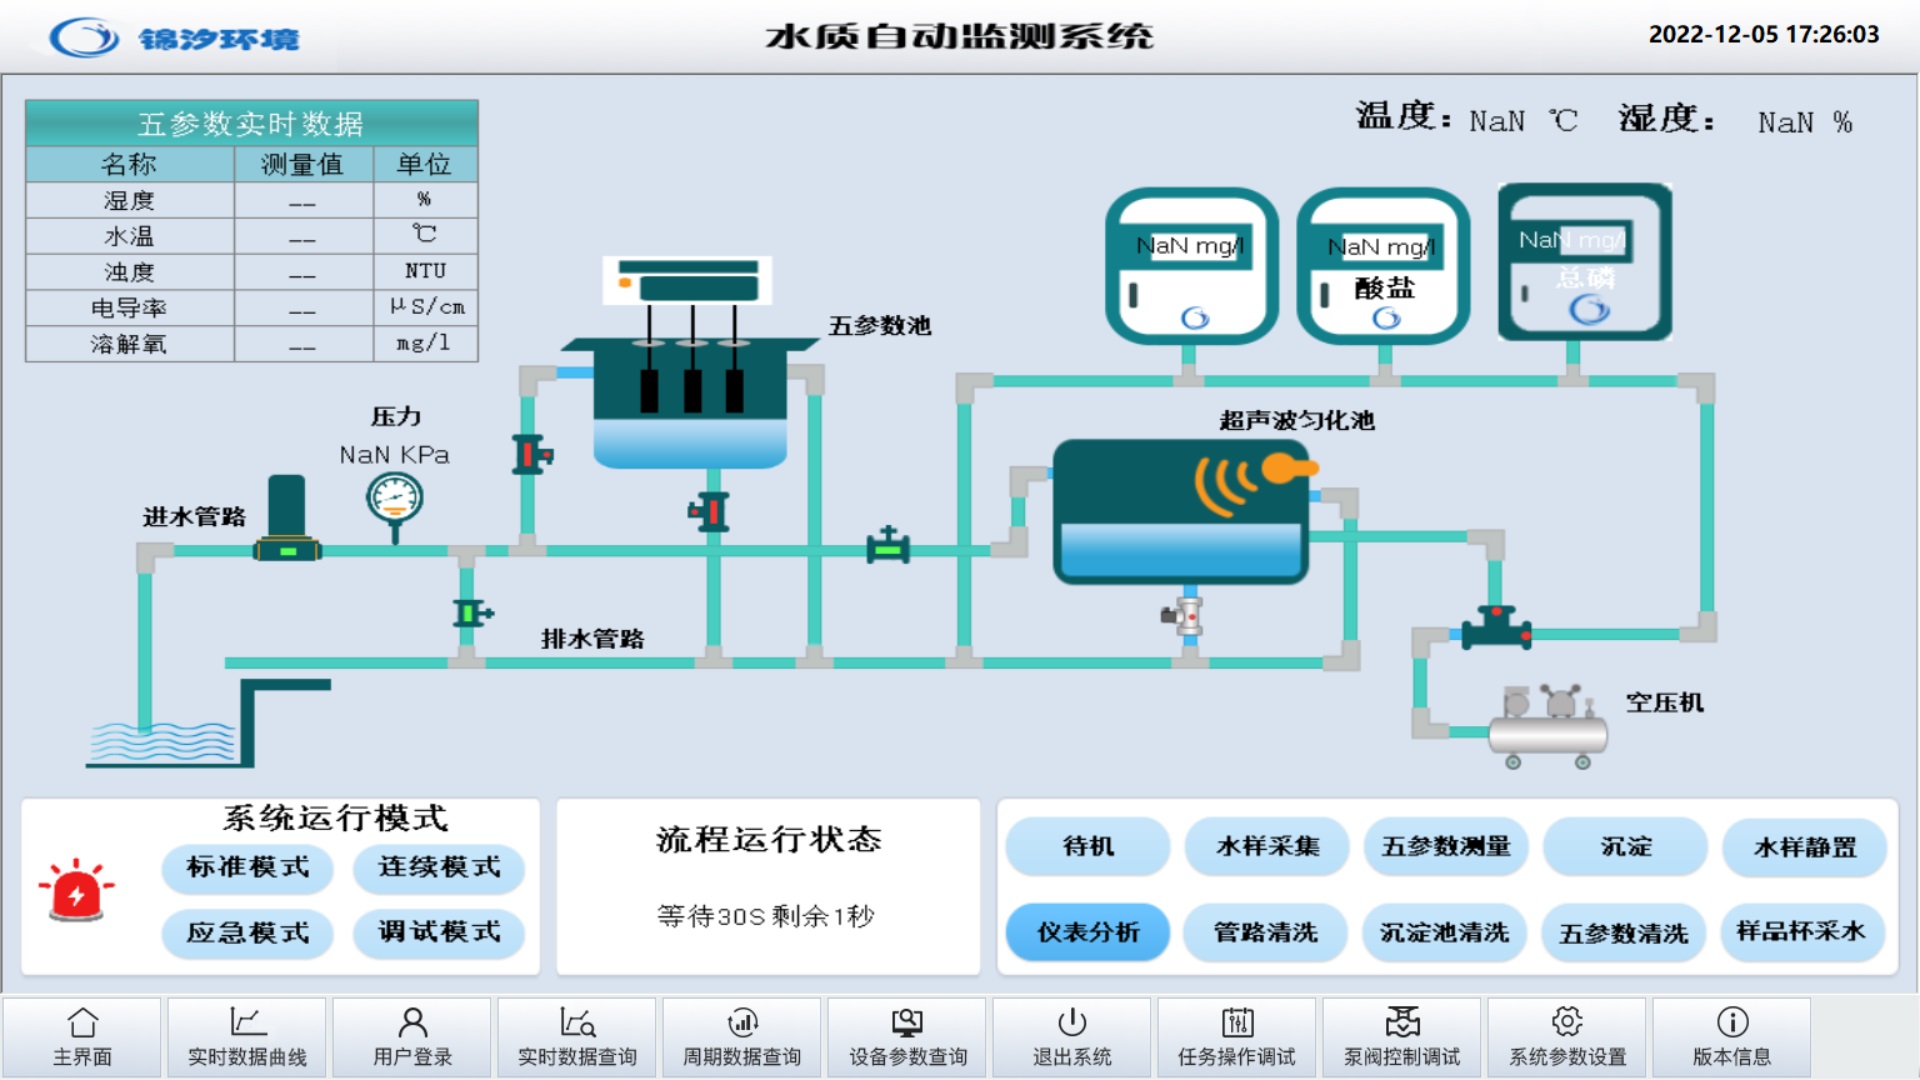 锦汐环境
水质自动监测系统
2022-12-05 17:26:03
温度: NaN ℃ 湿度: NaN %
五参数实时数据
名称 测量值 单位
湿度 -- %
水温 -- ℃
浊度 -- NTU
电导率 -- μS/cm
溶解氧 -- mg/l
NaN mg/l
NaN mg/l
酸盐
NaN mg/l
总磷
五参数池
压力
NaN KPa
超声波匀化池
进水管路
排水管路
空压机
系统运行模式
标准模式 连续模式
应急模式 调试模式
流程运行状态
等待30S剩余1秒
待机 水样采集 五参数测量 沉淀 水样静置
仪表分析 管路清洗 沉淀池清洗 五参数清洗 样品杯采水
主界面 实时数据曲线 用户登录 实时数据查询 周期数据查询 设备参数查询 退出系统 任务操作调试 泵阀控制调试 系统参数设置 版本信息